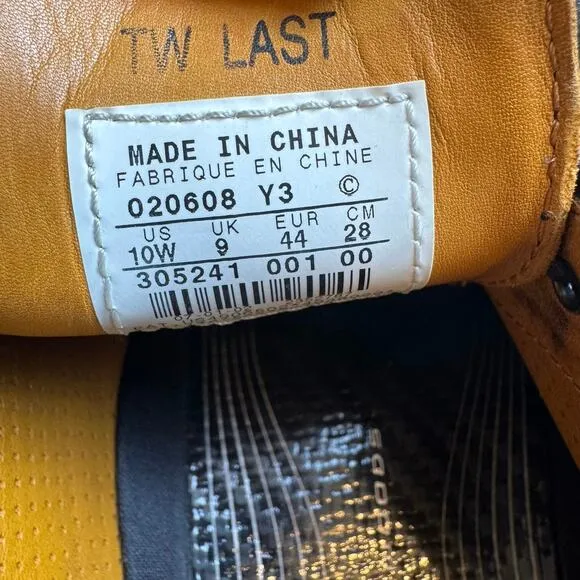 TW LAST
MADE IN CHINA
FABRIQUE EN CHINE
020608 Y3 ©
US UK EUR CM
10W 9 44 28
305241 001 00